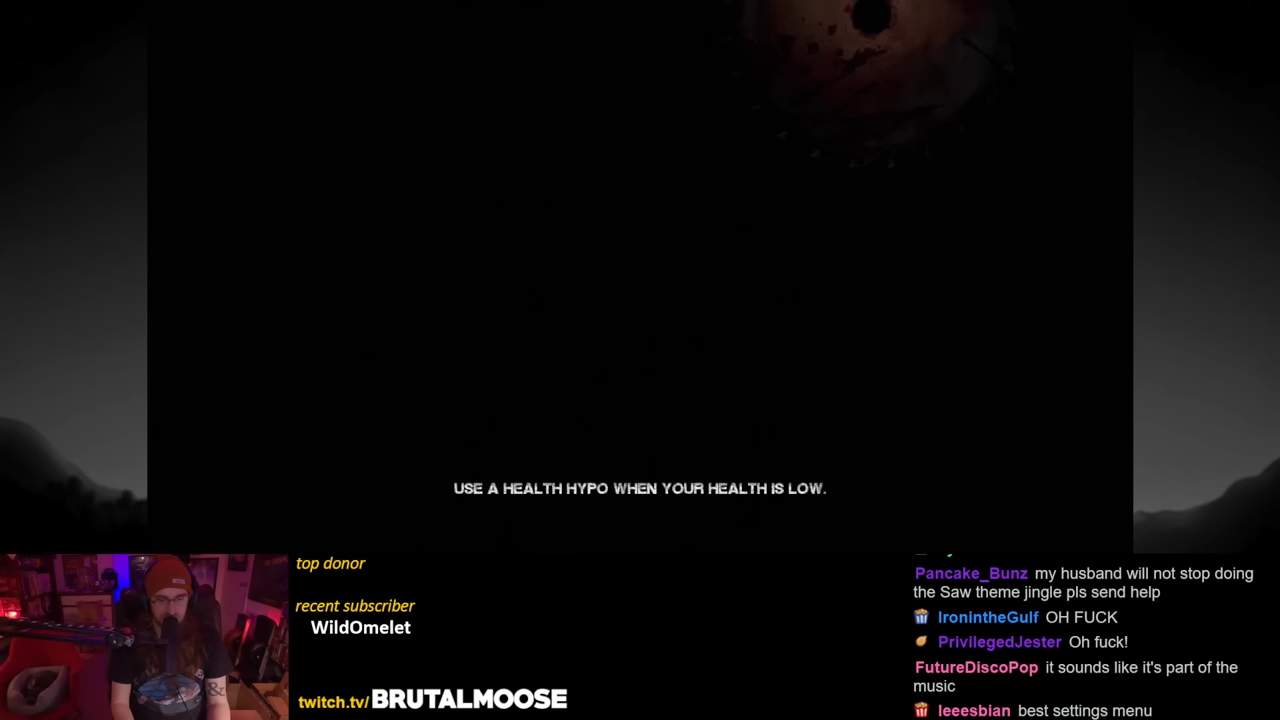 USE A HEALTH HYPO WHEN YOUR HEALTH IS LOW.
top donor
recent subscriber
WildOmelet
twitch.tv/BRUTALMOOSE
Pancake_Bunz my husband will not stop doing
the Saw theme jingle pls send help
IronintheGulf OH FUCK
PrivilegedJester Oh fuck!
FutureDiscoPop it sounds like it's part of the
music
leeesbian best settings menu